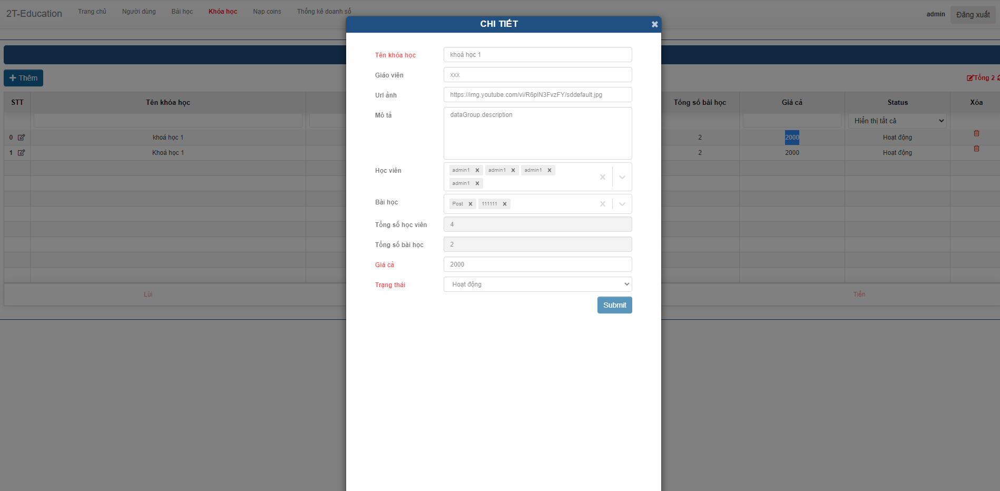 2T-Education Trang chủ Người dùng Bài học Khóa học Nạp coins Thống kê doanh số admin Đăng xuất
CHI TIẾT
Thêm
Tổng 2
STT Tên khóa học Tổng số bài học Giá cả Status Xóa
Hiển thị tất cả
0 khoá học 1 2 2000 Hoạt động
1 Khoá học 1 2 2000 Hoạt động
Lùi Tiến
Tên khóa học khoá học 1
Giáo viên xxx
Url ảnh https://img.youtube.com/vi/R6plN3FvzFY/sddefault.jpg
Mô tả dataGroup.description
Học viên admin1 admin1 admin1
admin1
Bài học Post 111111
Tổng số học viên 4
Tổng số bài học 2
Giá cả 2000
Trạng thái Hoạt động
Submit